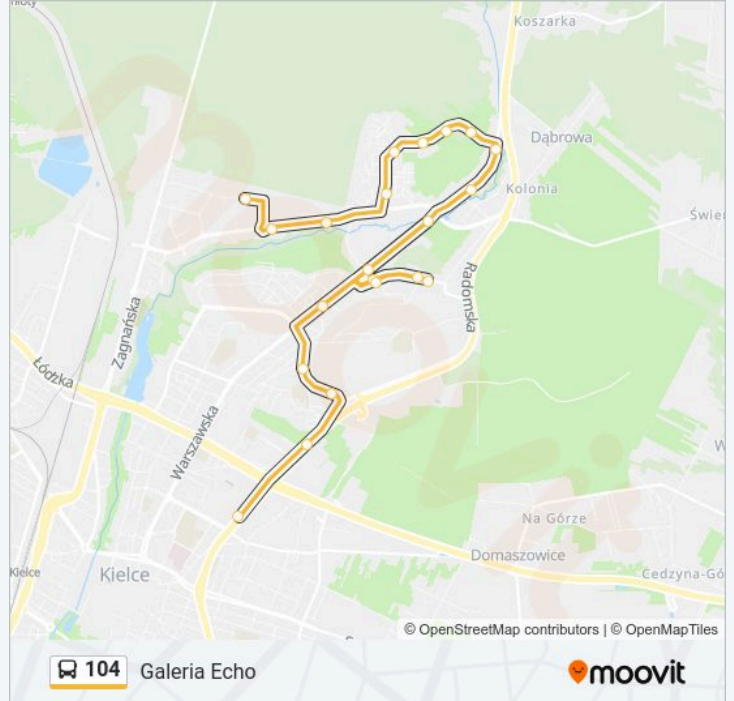 Koszarka
Dąbrowa
Kolonia
Radomska
Zagnańska
Łódzka
Warszawska
Na Górze
Domaszowice
Kielce
Kielce
Cedzyna-Gó
© OpenStreetMap contributors | © OpenMapTiles
104 Galeria Echo
moovit